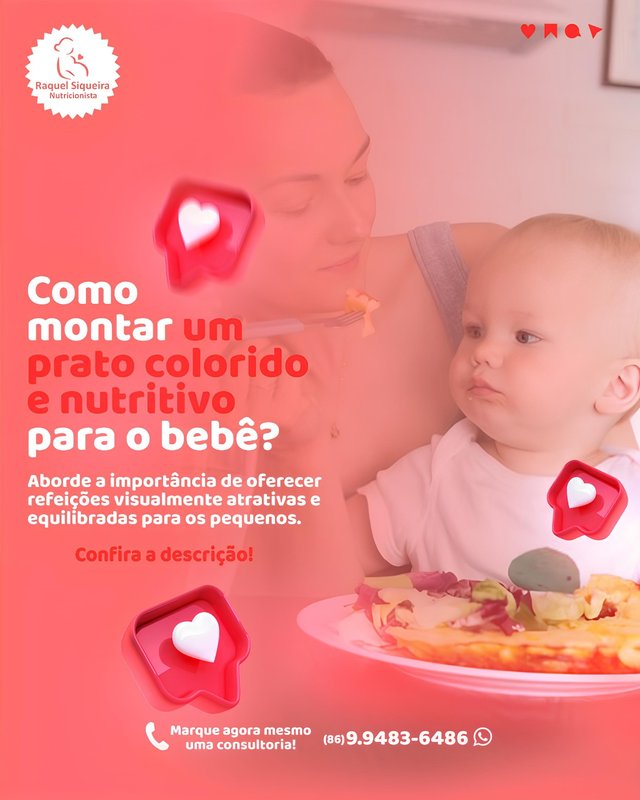 Raquel Siqueira
Nutricionista
Como
montar um
prato colorido
e nutritivo
para o bebê?
Aborde a importância de oferecer
refeições visualmente atrativas e
equilibradas para os pequenos.
Confira a descrição!
Marque agora mesmo
uma consultoria!
(86)9.9483-6486